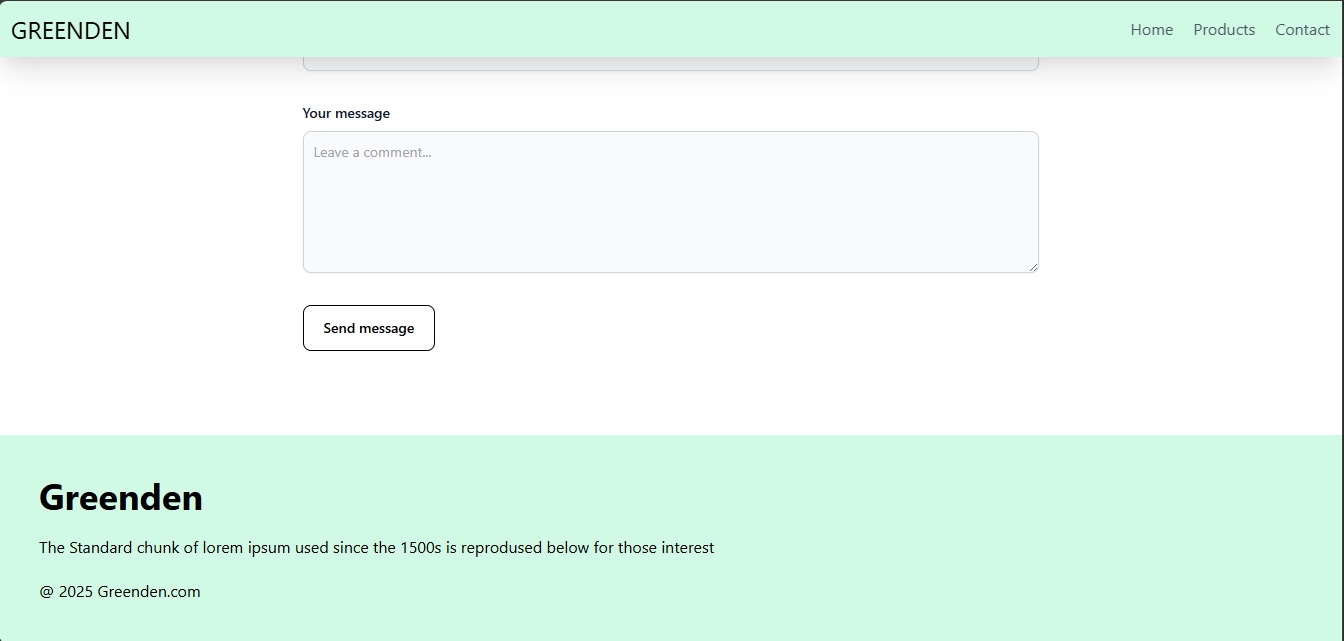 GREENDEN
Home Products Contact
Your message
Leave a comment...
Send message
Greenden
The Standard chunk of lorem ipsum used since the 1500s is reprodused below for those interest
@ 2025 Greenden.com